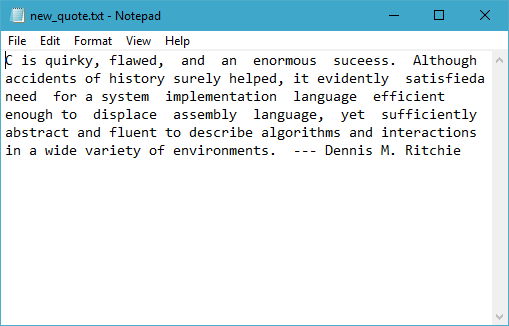 new_quote.txt - Notepad
File Edit Format View Help
C is quirky, flawed,  and  an  enormous  suceess.  Although
accidents of history surely helped, it evidently  satisfieda
need  for a system  implementation  language  efficient
enough to  displace  assembly  language,  yet  sufficiently
abstract and fluent to describe algorithms and interactions
in a wide variety of environments.  --- Dennis M. Ritchie